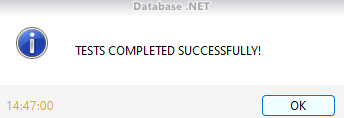 Database .NET
TESTS COMPLETED SUCCESSFULLY!
14:47:00
OK